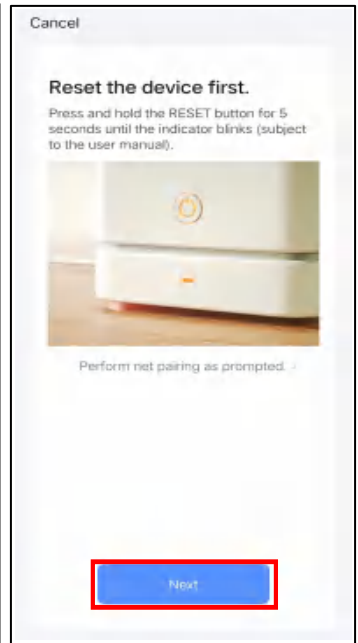 Cancel
Reset the device first.
Press and hold the RESET button for 5
seconds until the indicator blinks (subject
to the user manual).
Perform net pairing as prompted.
Next